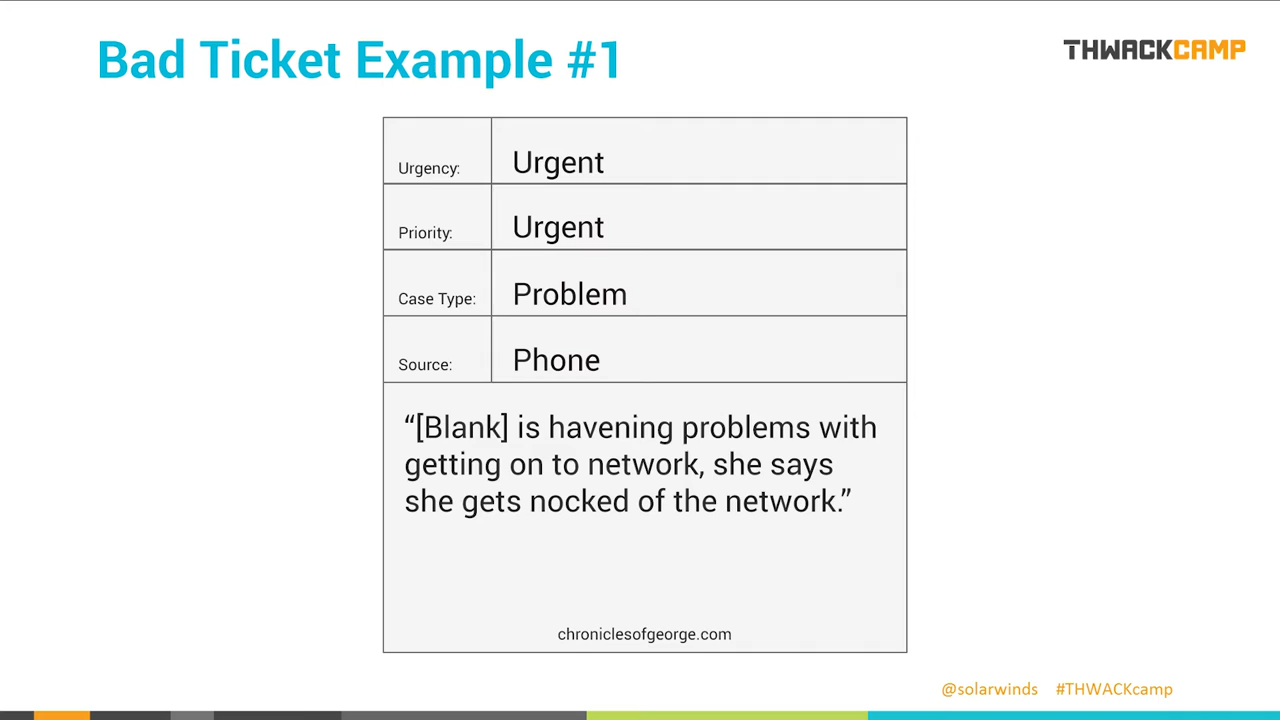 Bad Ticket Example #1
THWACKCAMP
Urgency: Urgent
Priority: Urgent
Case Type: Problem
Source: Phone
“[Blank] is havening problems with
getting on to network, she says
she gets nocked of the network.”
chroniclesofgeorge.com
@solarwinds #THWACKcamp